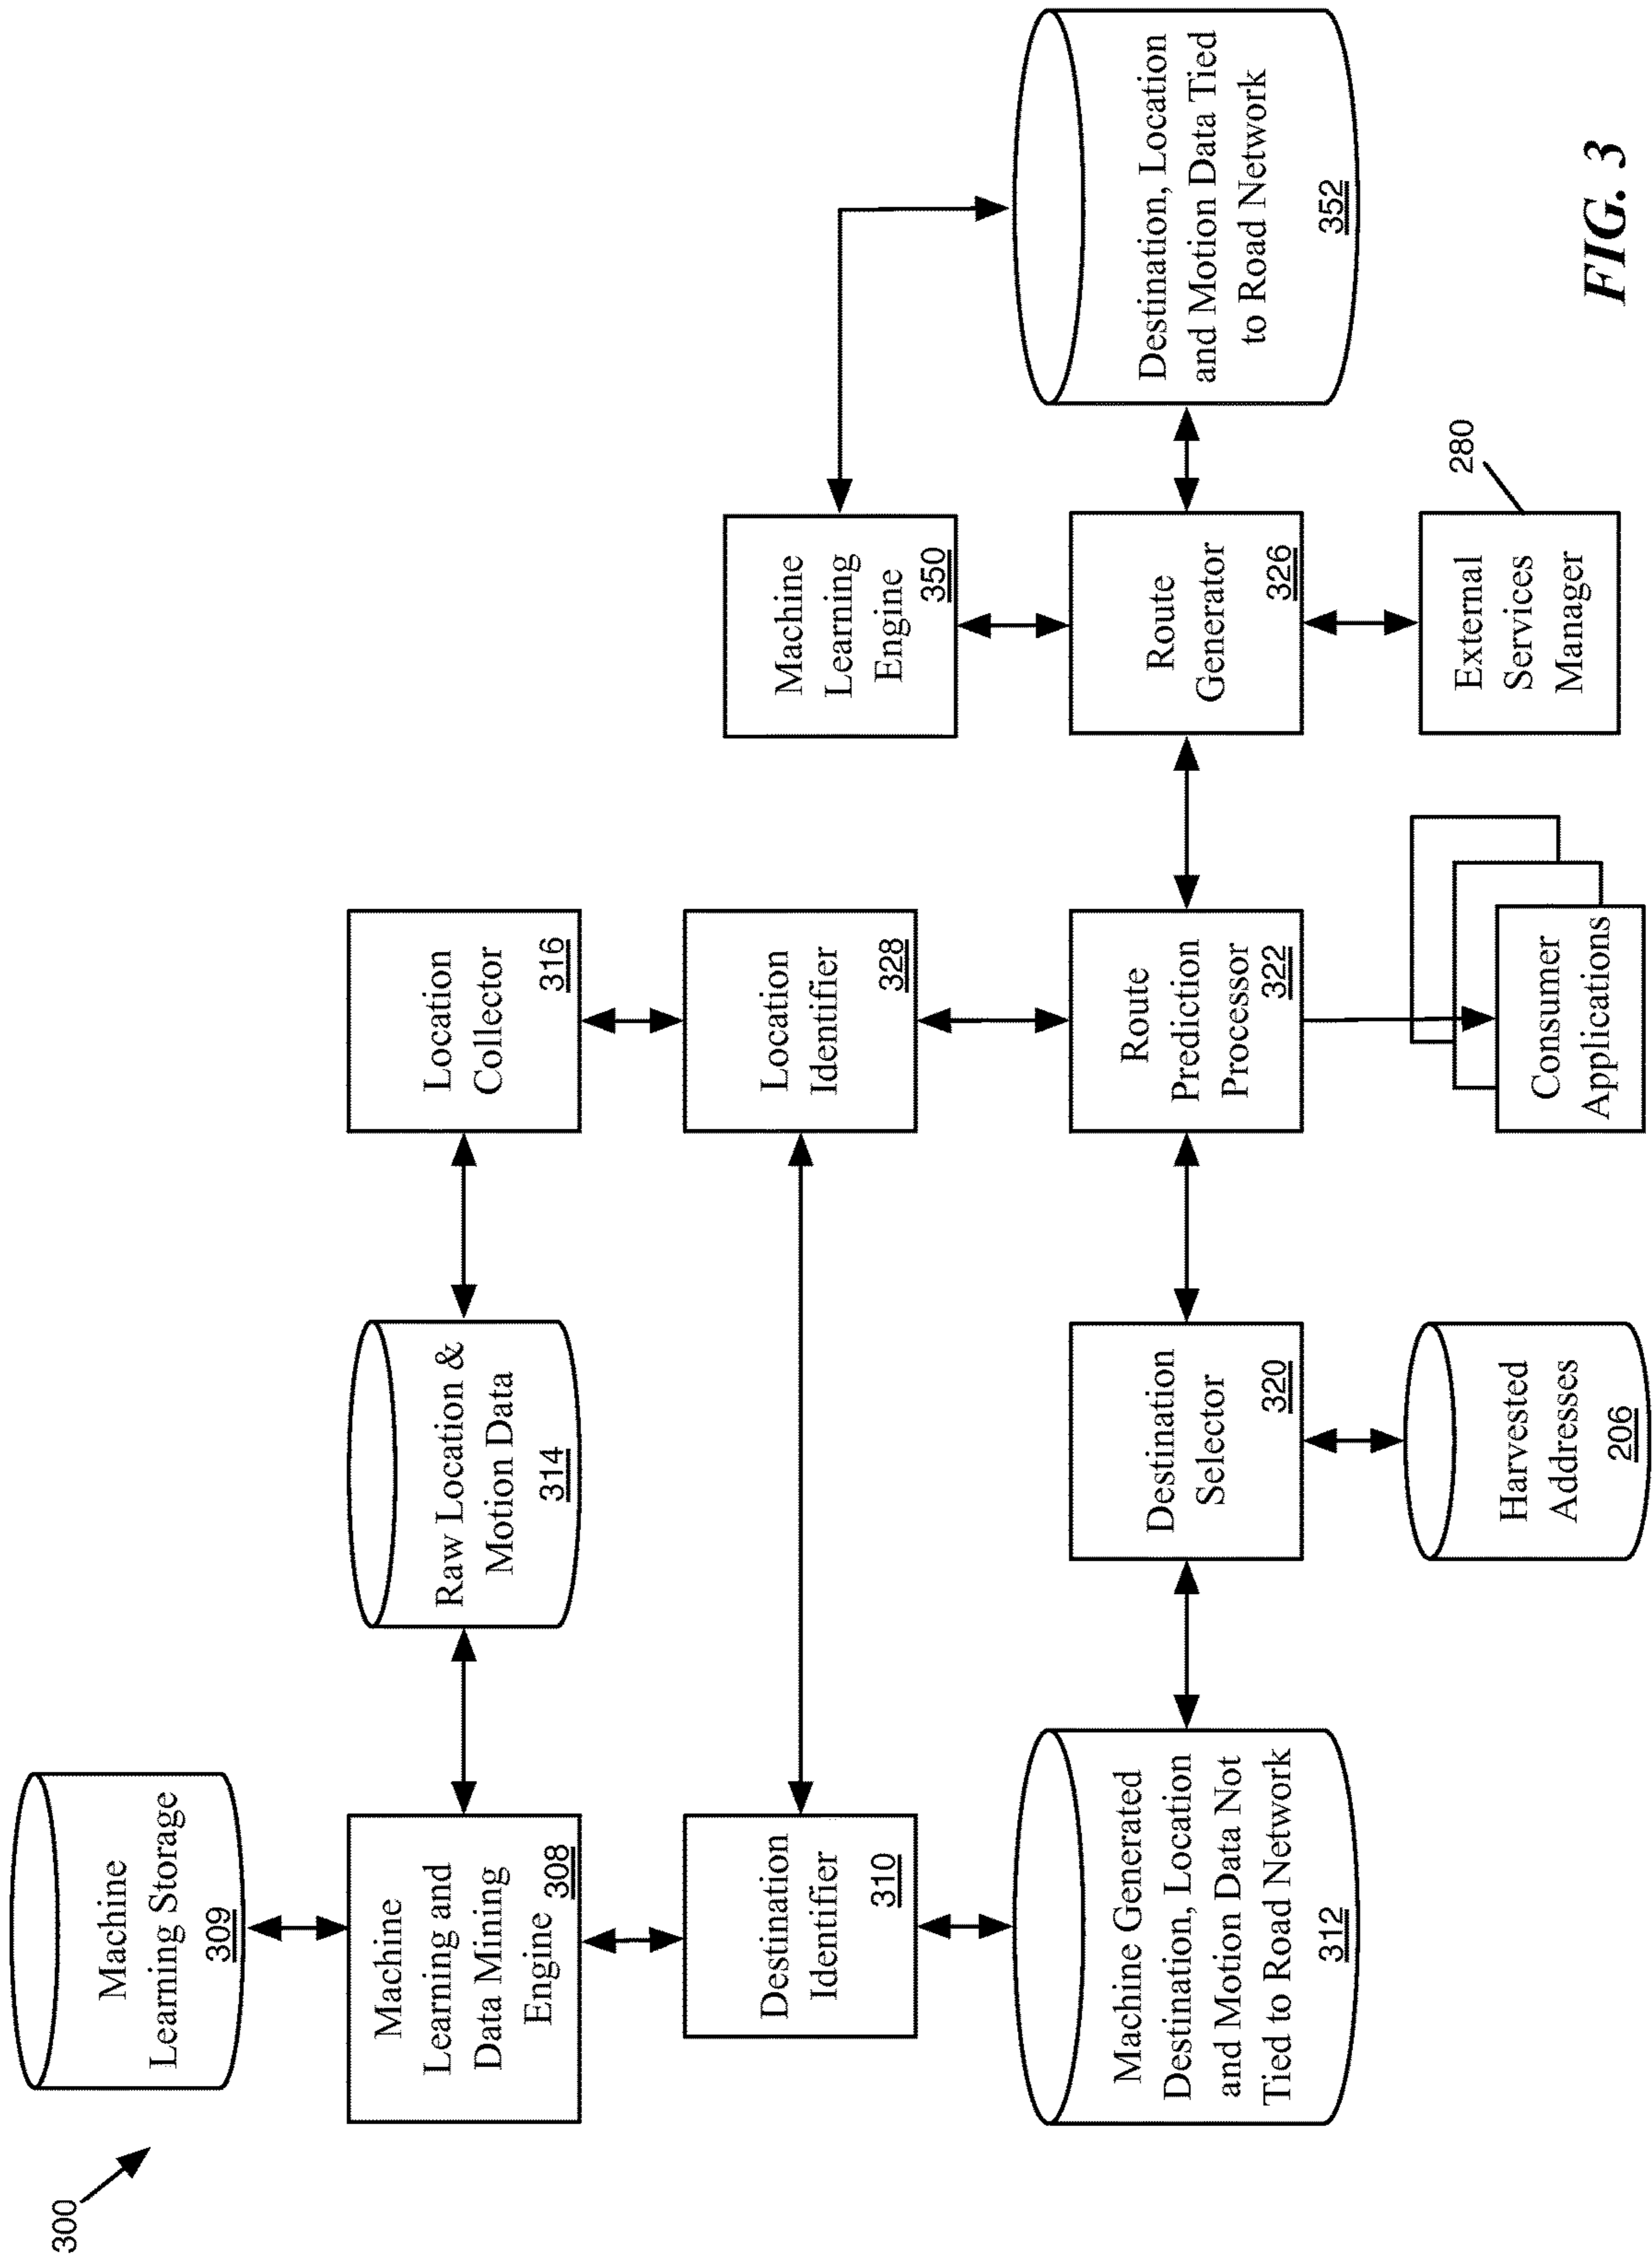 300
Machine
Learning Storage
309
Machine
Learning and
Data Mining
Engine 308
Raw Location &
Motion Data
314
Location
Collector
316
Destination
Identifier
310
Location
Identifier
328
Machine
Learning
Engine
350
Machine Generated
Destination, Location
and Motion Data Not
Tied to Road Network
312
Destination
Selector
320
Route
Prediction
Processor
322
Route
Generator
326
Destination, Location
and Motion Data Tied
to Road Network
352
Harvested
Addresses
206
Consumer
Applications
External
Services
Manager
280
FIG. 3